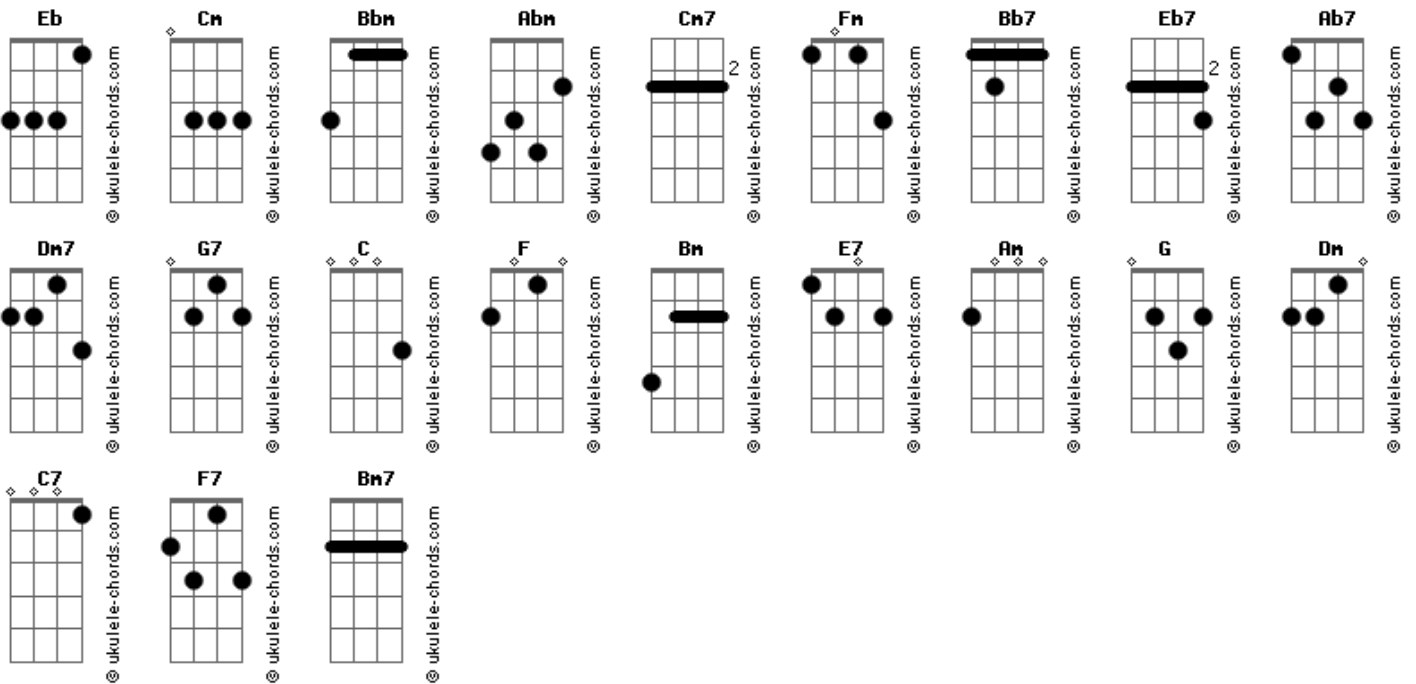 Eb Cm Bbm Abm Cm7 Fm Bb7 Eb7 Ab7
2 2
© ukulele-chords.com © ukulele-chords.com © ukulele-chords.com © ukulele-chords.com © ukulele-chords.com © ukulele-chords.com © ukulele-chords.com © ukulele-chords.com © ukulele-chords.com
Dm7 G7 C F Bm E7 Am G Dm
© ukulele-chords.com © ukulele-chords.com © ukulele-chords.com © ukulele-chords.com © ukulele-chords.com © ukulele-chords.com © ukulele-chords.com © ukulele-chords.com © ukulele-chords.com
C7 F7 Bm7
© ukulele-chords.com © ukulele-chords.com © ukulele-chords.com